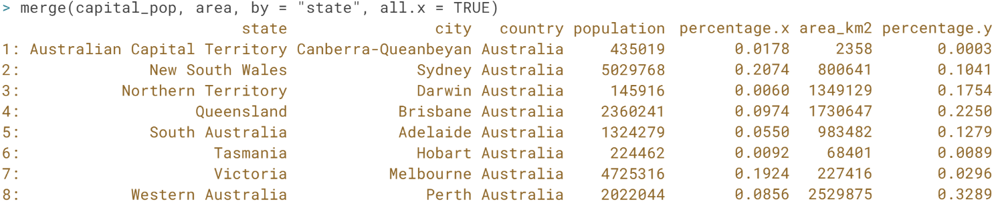 > merge(capital_pop, area, by = "state", all.x = TRUE)
state city country population percentage.x area_km2 percentage.y
1: Australian Capital Territory Canberra-Queanbeyan Australia 435019 0.0178 2358 0.0003
2: New South Wales Sydney Australia 5029768 0.2074 800641 0.1041
3: Northern Territory Darwin Australia 145916 0.0060 1349129 0.1754
4: Queensland Brisbane Australia 2360241 0.0974 1730647 0.2250
5: South Australia Adelaide Australia 1324279 0.0550 983482 0.1279
6: Tasmania Hobart Australia 224462 0.0092 68401 0.0089
7: Victoria Melbourne Australia 4725316 0.1924 227416 0.0296
8: Western Australia Perth Australia 2022044 0.0856 2529875 0.3289